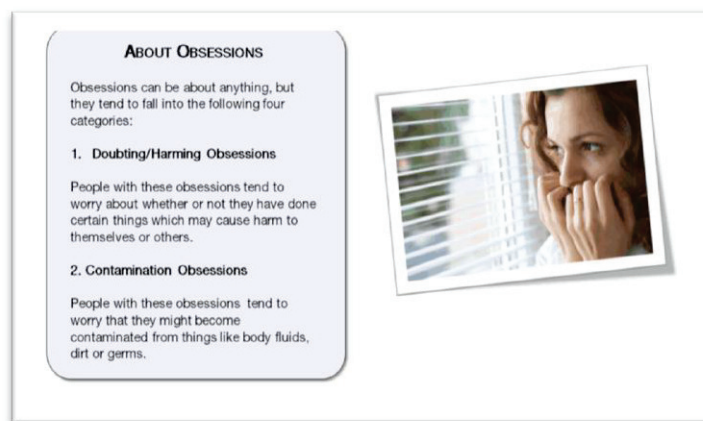 ABOUT OBSESSIONS
Obsessions can be about anything, but
they tend to fall into the following four
categories:
1. Doubting/Harming Obsessions
People with these obsessions tend to
worry about whether or not they have done
certain things which may cause harm to
themselves or others.
2. Contamination Obsessions
People with these obsessions tend to
worry that they might become
contaminated from things like body fluids,
dirt or germs.